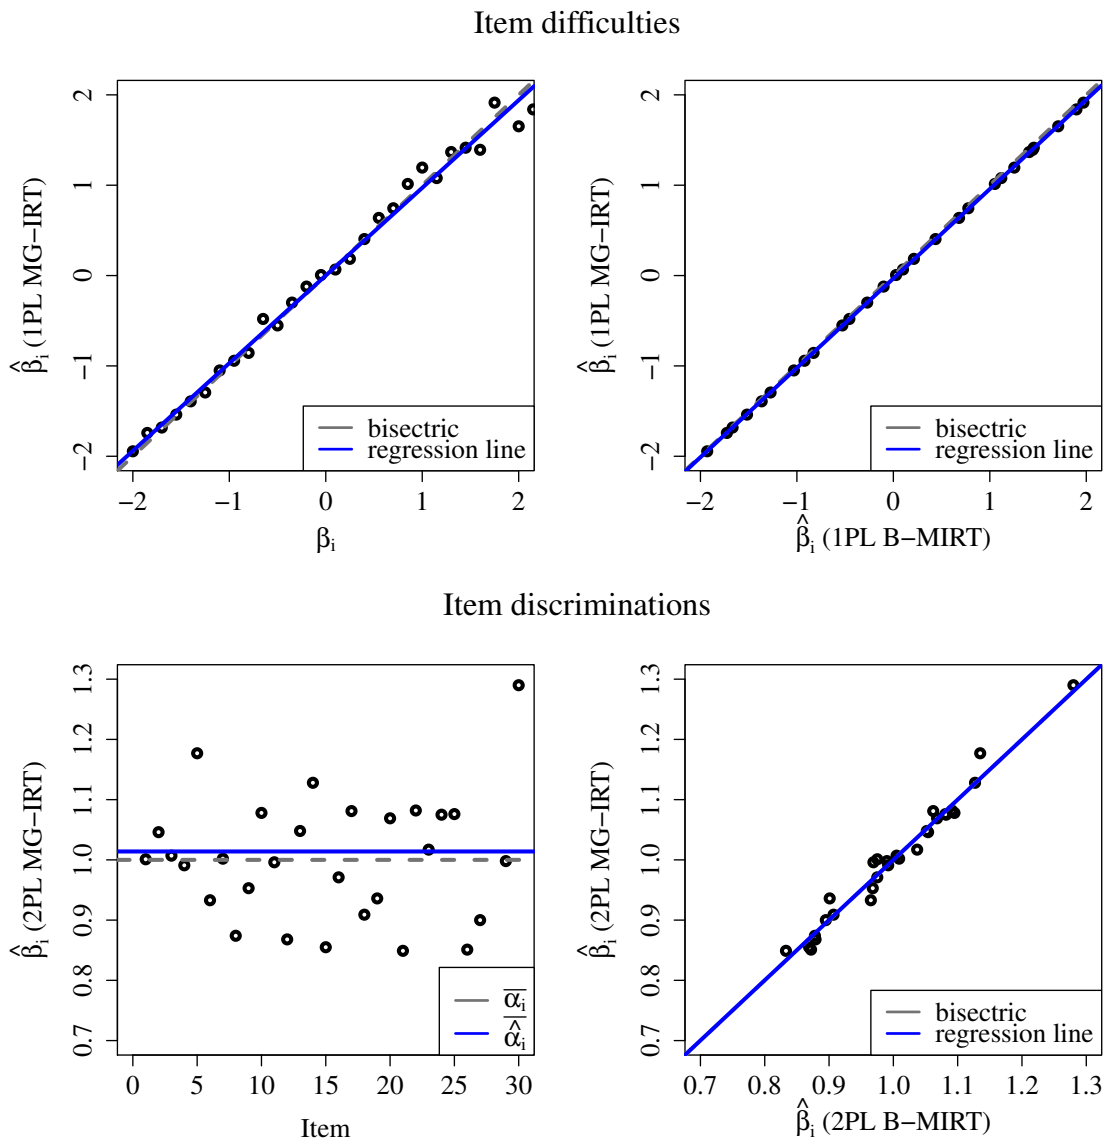 Item difficulties
β̂i (1PL MG−IRT)
2
1
0
−1
−2
bisectric
regression line
−2 −1 0 1 2
βi
β̂i (1PL MG−IRT)
2
1
0
−1
−2
bisectric
regression line
−2 −1 0 1 2
β̂i (1PL B−MIRT)
Item discriminations
β̂i (2PL MG−IRT)
1.3
1.2
1.1
1.0
0.9
0.8
0.7
α̅i̅
α̂̅i̅
0 5 10 15 20 25 30
Item
β̂i (2PL MG−IRT)
1.3
1.2
1.1
1.0
0.9
0.8
0.7
bisectric
regression line
0.7 0.8 0.9 1.0 1.1 1.2 1.3
β̂i (2PL B−MIRT)